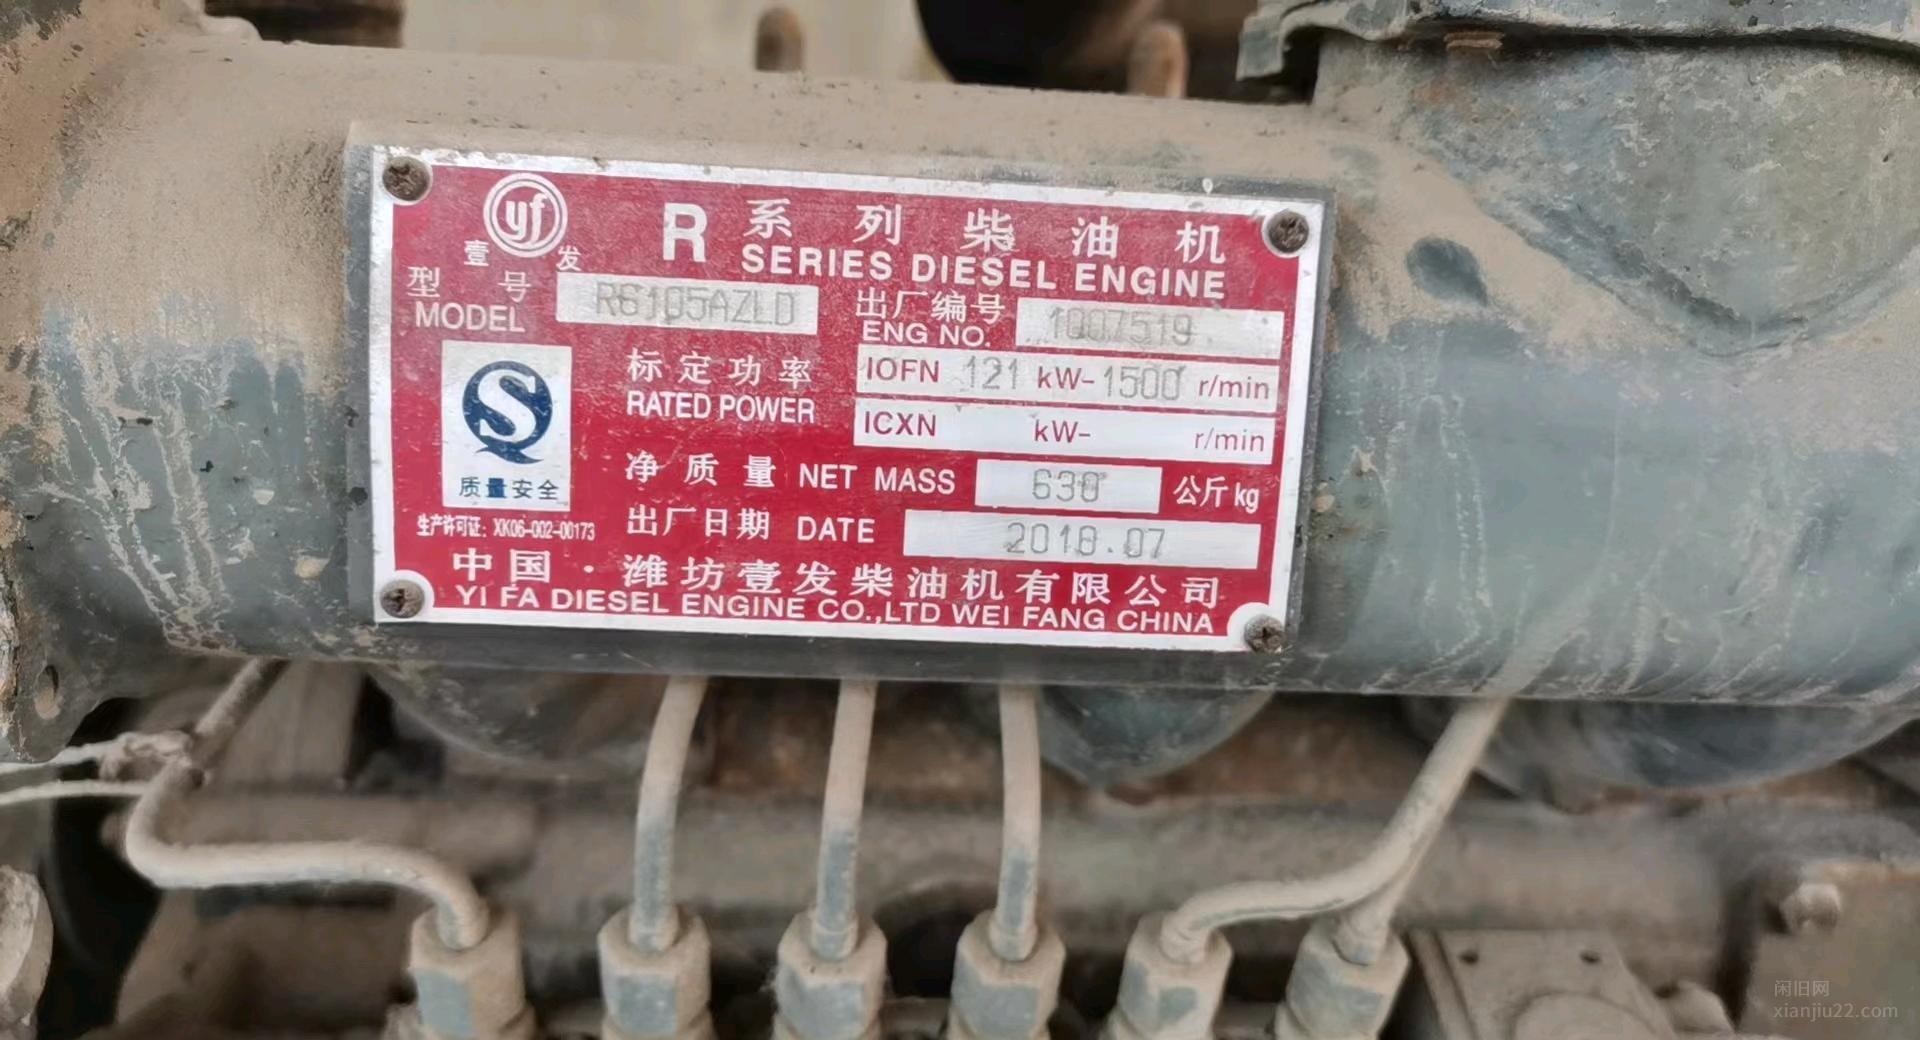 yf
壹 发
R 系列柴油机
SERIES DIESEL ENGINE
型号 R6105AZLD
MODEL
出厂编号 1007519
ENG NO.
标定功率
RATED POWER
IOFN 121 kW-1500 r/min
ICXN kW- r/min
净质量 NET MASS 630 公斤 kg
质量安全
生产许可证：XK06-002-00173
出厂日期 DATE 2018.07
中国·潍坊壹发柴油机有限公司
YI FA DIESEL ENGINE CO.,LTD WEI FANG CHINA
闲旧网
xianjiu22.com